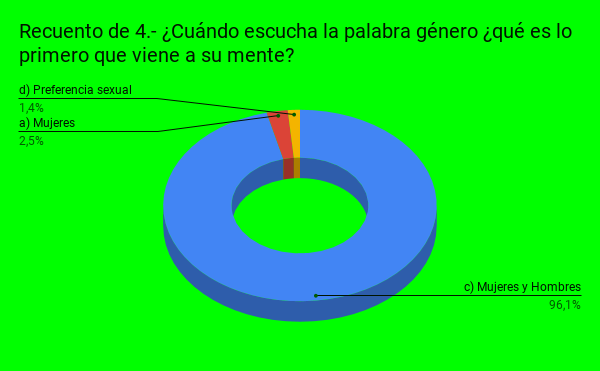 Recuento de 4.- ¿Cuándo escucha la palabra género ¿qué es lo
primero que viene a su mente?
d) Preferencia sexual
1,4%
a) Mujeres
2,5%
c) Mujeres y Hombres
96,1%